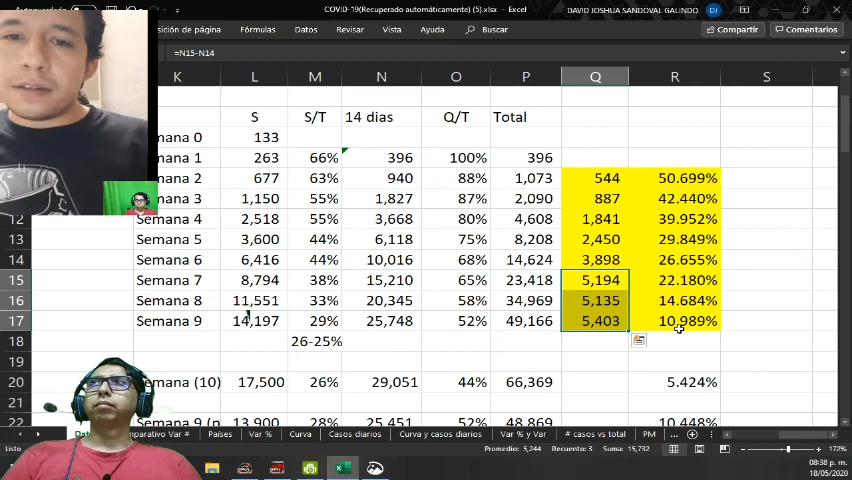 COVID-19(Recuperado automáticamente) (5).xlsx - Excel
DAVID JOSHUA SANDOVAL GALINDO
DJ
sición de página Fórmulas Datos Revisar Vista Ayuda Buscar Compartir Comentarios
=N15-N14
K L M N O P Q R S
S S/T 14 dias Q/T Total
mana 0 133
mana 1 263 66% 396 100% 396
mana 2 677 63% 940 88% 1,073 544 50.699%
mana 3 1,150 55% 1,827 87% 2,090 887 42.440%
12 Semana 4 2,518 55% 3,668 80% 4,608 1,841 39.952%
13 Semana 5 3,600 44% 6,118 75% 8,208 2,450 29.849%
14 Semana 6 6,416 44% 10,016 68% 14,624 3,898 26.655%
15 Semana 7 8,794 38% 15,210 65% 23,418 5,194 22.180%
16 Semana 8 11,551 33% 20,345 58% 34,969 5,135 14.684%
17 Semana 9 14,197 29% 25,748 52% 49,166 5,403 10.989%
18 26-25%
19
20 Semana (10) 17,500 26% 29,051 44% 66,369 5.424%
21
22 Semana 9 (p 13,900 28% 25,451 52% 48,869 10.448%
mparativo Var # Países Var % Curva Casos diarios Curva y casos diarios Var % y Var # casos vs total PM ...
Listo Promedio: 5,244 Recuento: 3 Suma: 15,732 172%
08:38 p. m.
18/05/2020